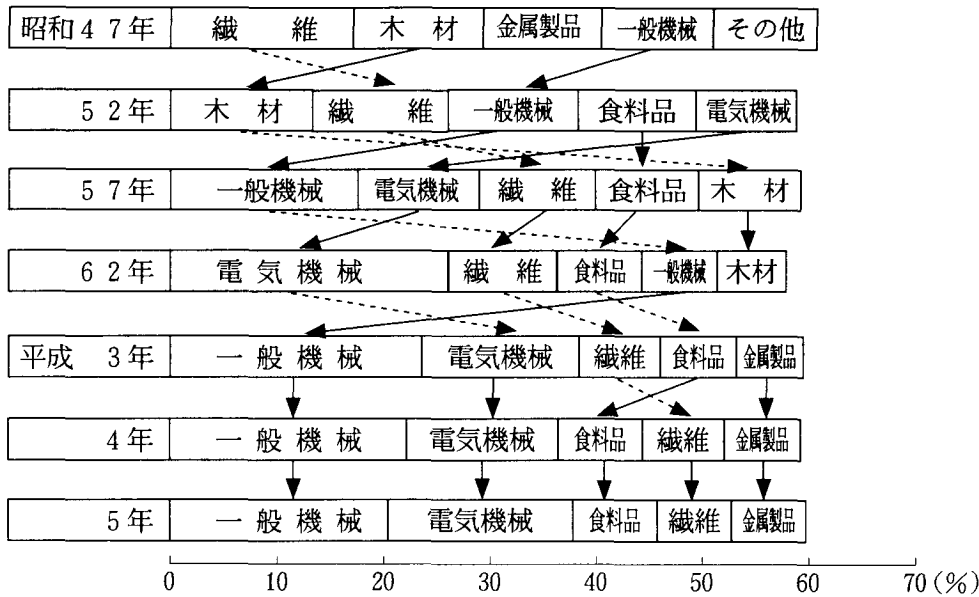 昭和47年 繊維 木材 金属製品 一般機械 その他
52年 木材 繊維 一般機械 食料品 電気機械
57年 一般機械 電気機械 繊維 食料品 木材
62年 電気機械 繊維 食料品 一般機械 木材
平成 3年 一般機械 電気機械 繊維 食料品 金属製品
4年 一般機械 電気機械 食料品 繊維 金属製品
5年 一般機械 電気機械 食料品 繊維 金属製品
0 10 20 30 40 50 60 70 (%)